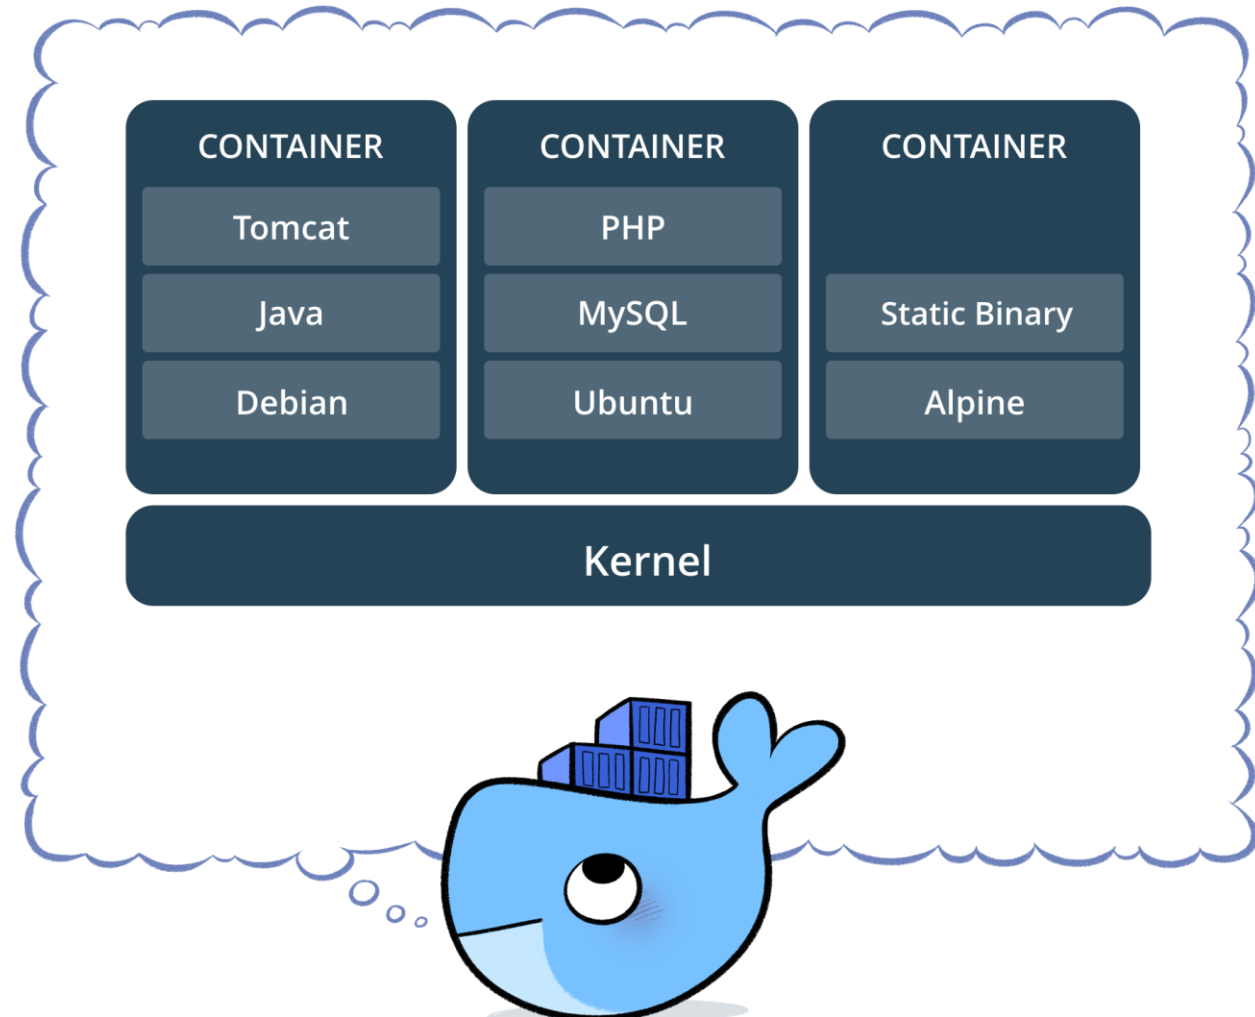 CONTAINER
Tomcat
Java
Debian
CONTAINER
PHP
MySQL
Ubuntu
CONTAINER
Static Binary
Alpine
Kernel